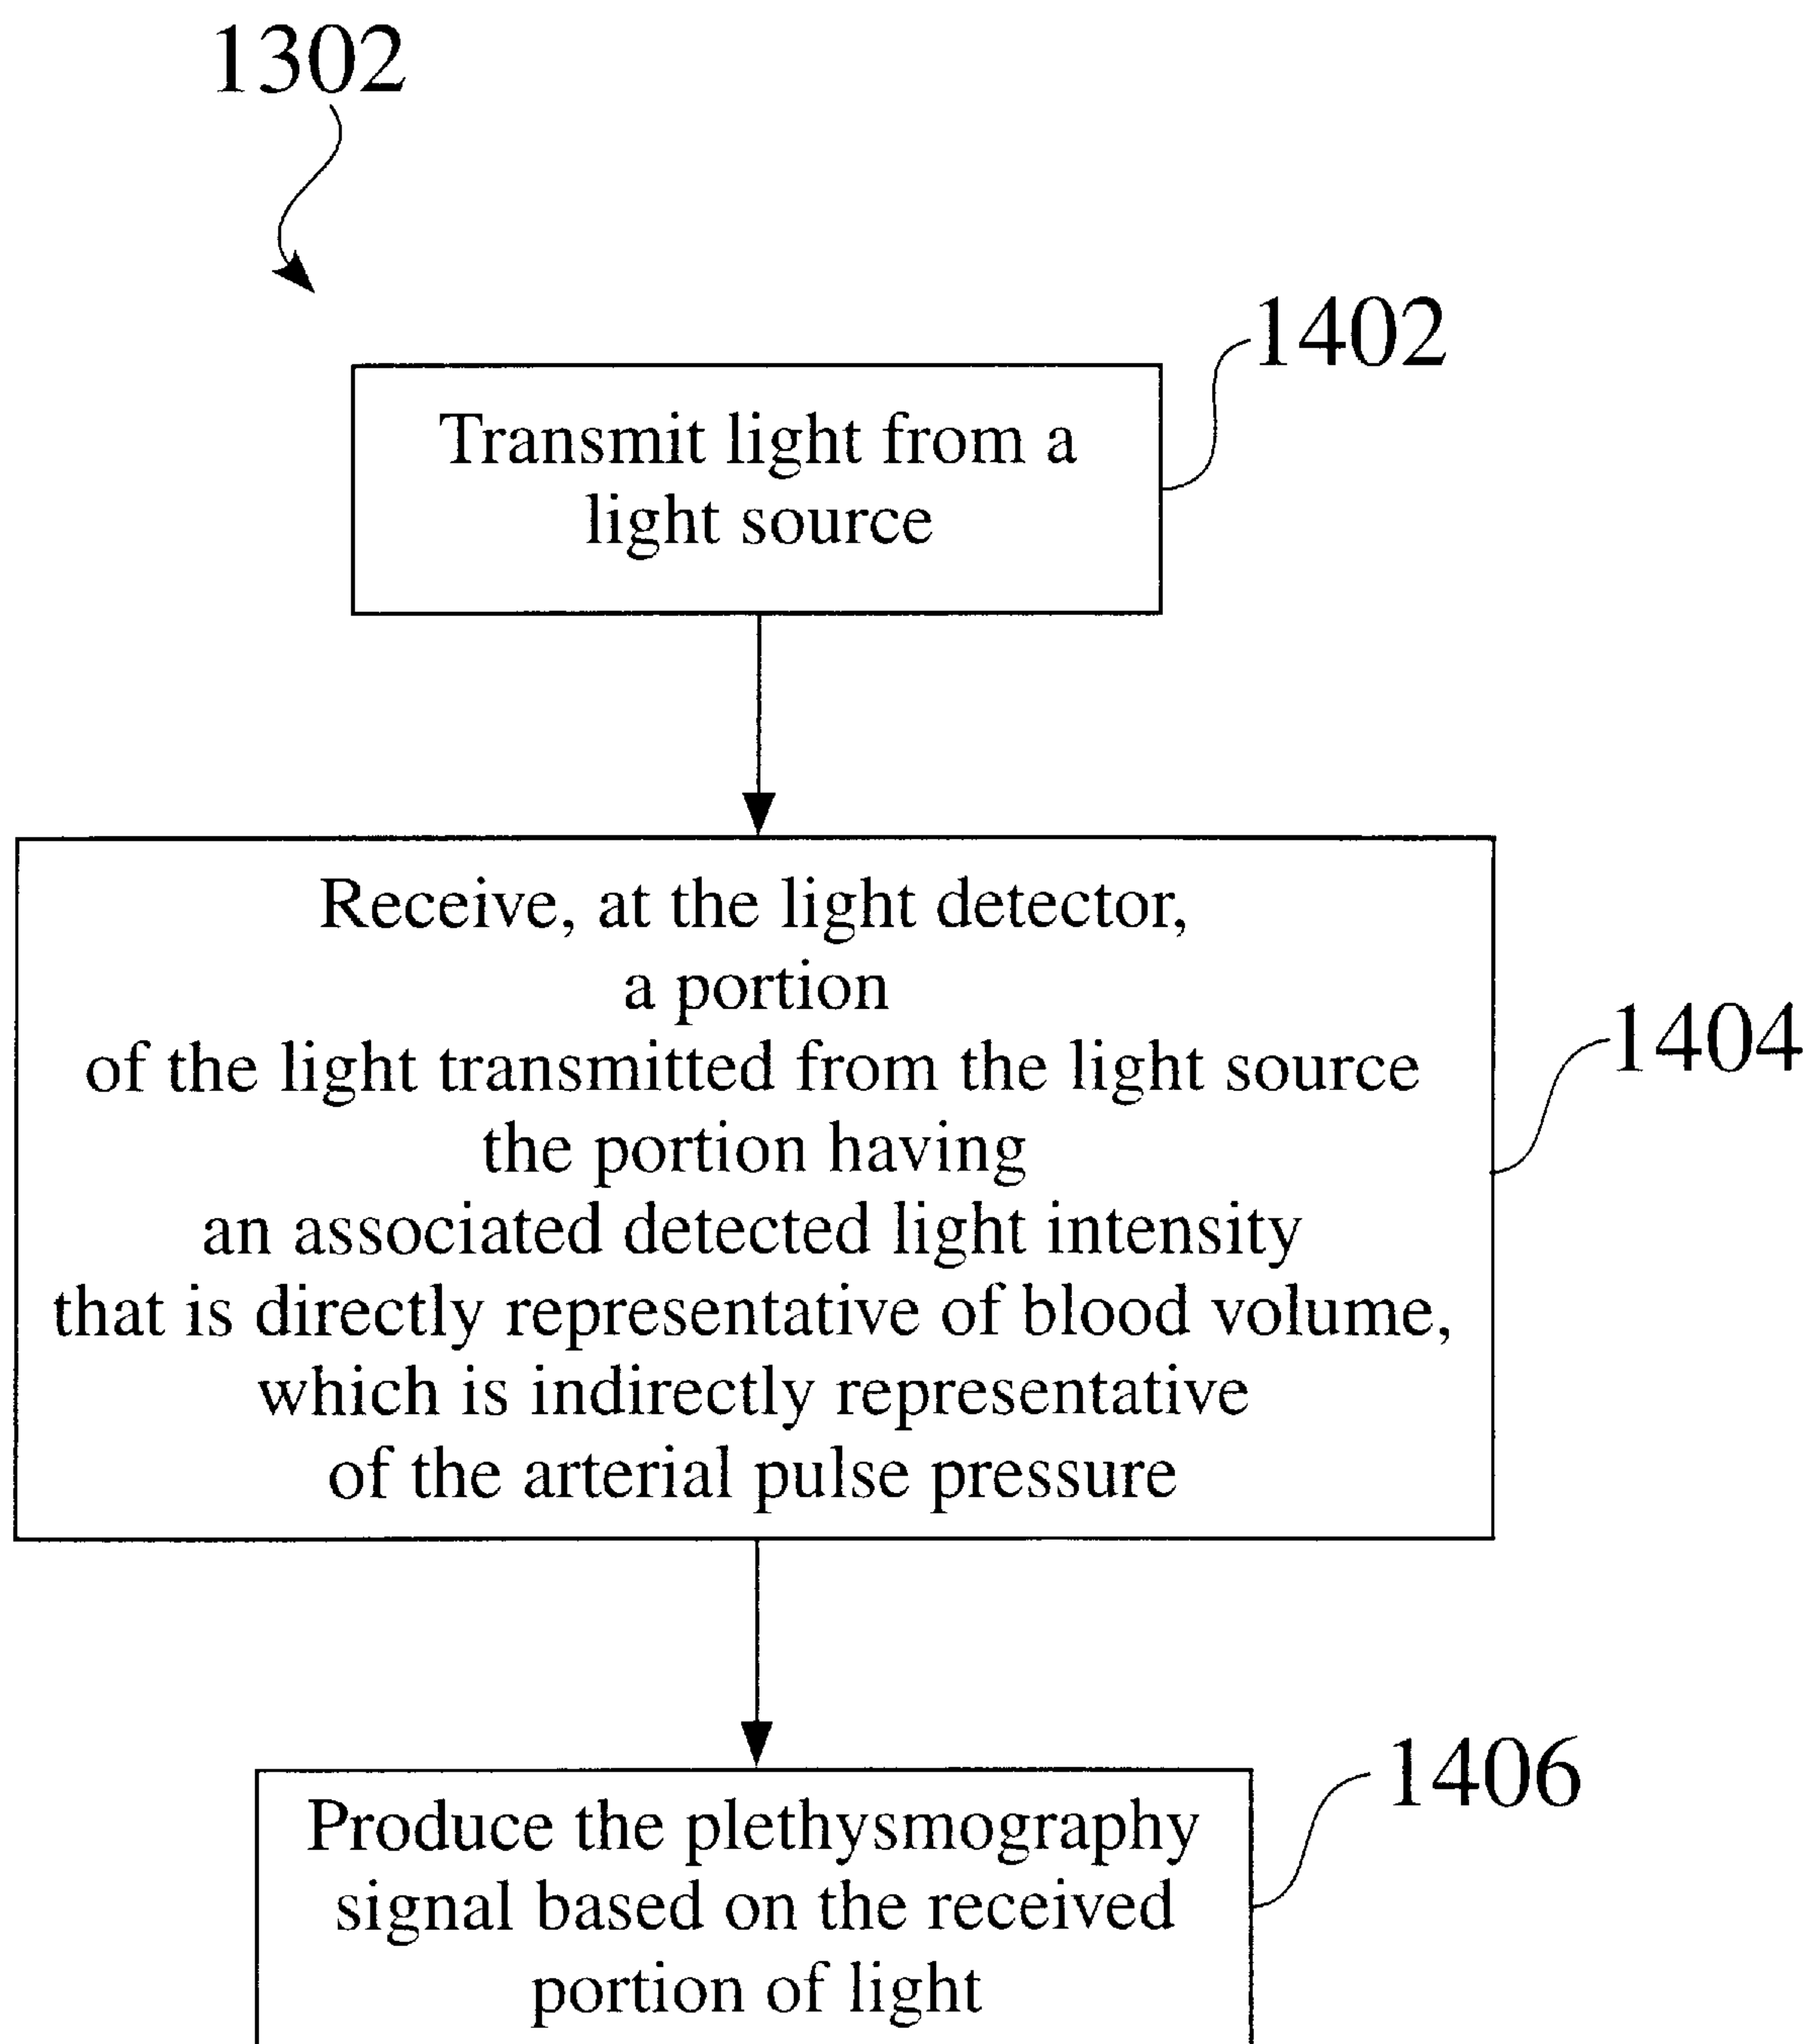 1302
1402
Transmit light from a
light source
Receive, at the light detector,
a portion
of the light transmitted from the light source
the portion having
an associated detected light intensity
that is directly representative of blood volume,
which is indirectly representative
of the arterial pulse pressure
1404
1406
Produce the plethysmography
signal based on the received
portion of light